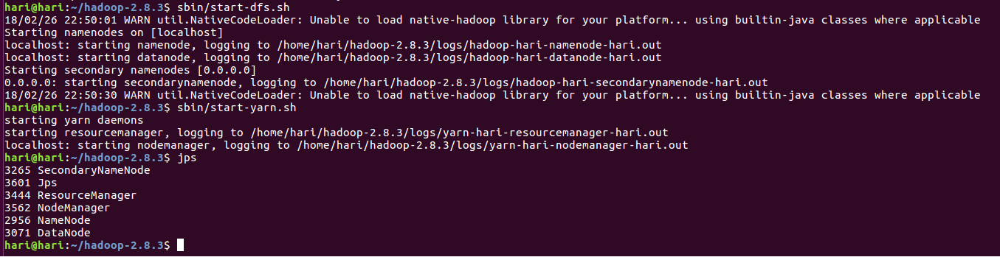 hari@hari:~/hadoop-2.8.3$ sbin/start-dfs.sh
18/02/26 22:50:01 WARN util.NativeCodeLoader: Unable to load native-hadoop library for your platform... using builtin-java classes where applicable
Starting namenodes on [localhost]
localhost: starting namenode, logging to /home/hari/hadoop-2.8.3/logs/hadoop-hari-namenode-hari.out
localhost: starting datanode, logging to /home/hari/hadoop-2.8.3/logs/hadoop-hari-datanode-hari.out
Starting secondary namenodes [0.0.0.0]
0.0.0.0: starting secondarynamenode, logging to /home/hari/hadoop-2.8.3/logs/hadoop-hari-secondarynamenode-hari.out
18/02/26 22:50:30 WARN util.NativeCodeLoader: Unable to load native-hadoop library for your platform... using builtin-java classes where applicable
hari@hari:~/hadoop-2.8.3$ sbin/start-yarn.sh
starting yarn daemons
starting resourcemanager, logging to /home/hari/hadoop-2.8.3/logs/yarn-hari-resourcemanager-hari.out
localhost: starting nodemanager, logging to /home/hari/hadoop-2.8.3/logs/yarn-hari-nodemanager-hari.out
hari@hari:~/hadoop-2.8.3$ jps
3265 SecondaryNameNode
3601 Jps
3444 ResourceManager
3562 NodeManager
2956 NameNode
3071 DataNode
hari@hari:~/hadoop-2.8.3$